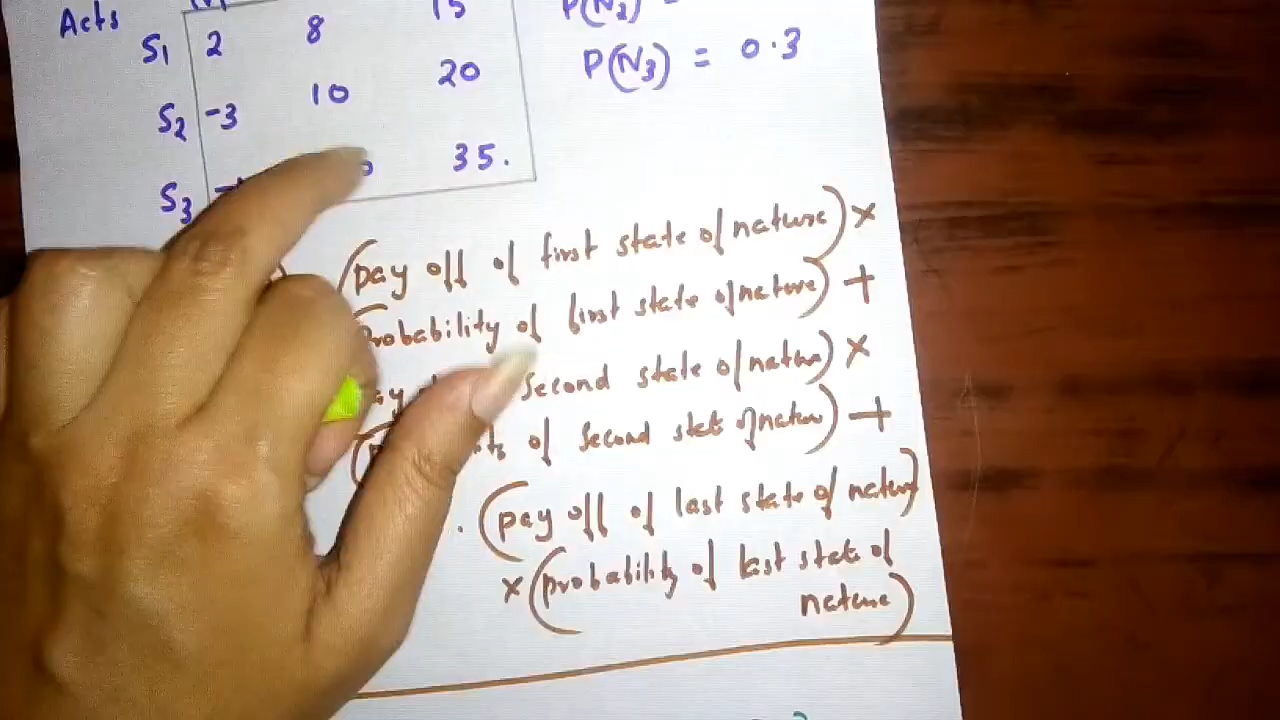 Acts 15
S1 2 8
P(N3) = 0.3
S2 -3 10 20
S3 35.
(pay off of first state of nature) ×
Probability of first state of nature) +
Second state of nature) ×
of Second state of nature) +
. (pay off of last state of nature)
× (probability of last state of
nature)